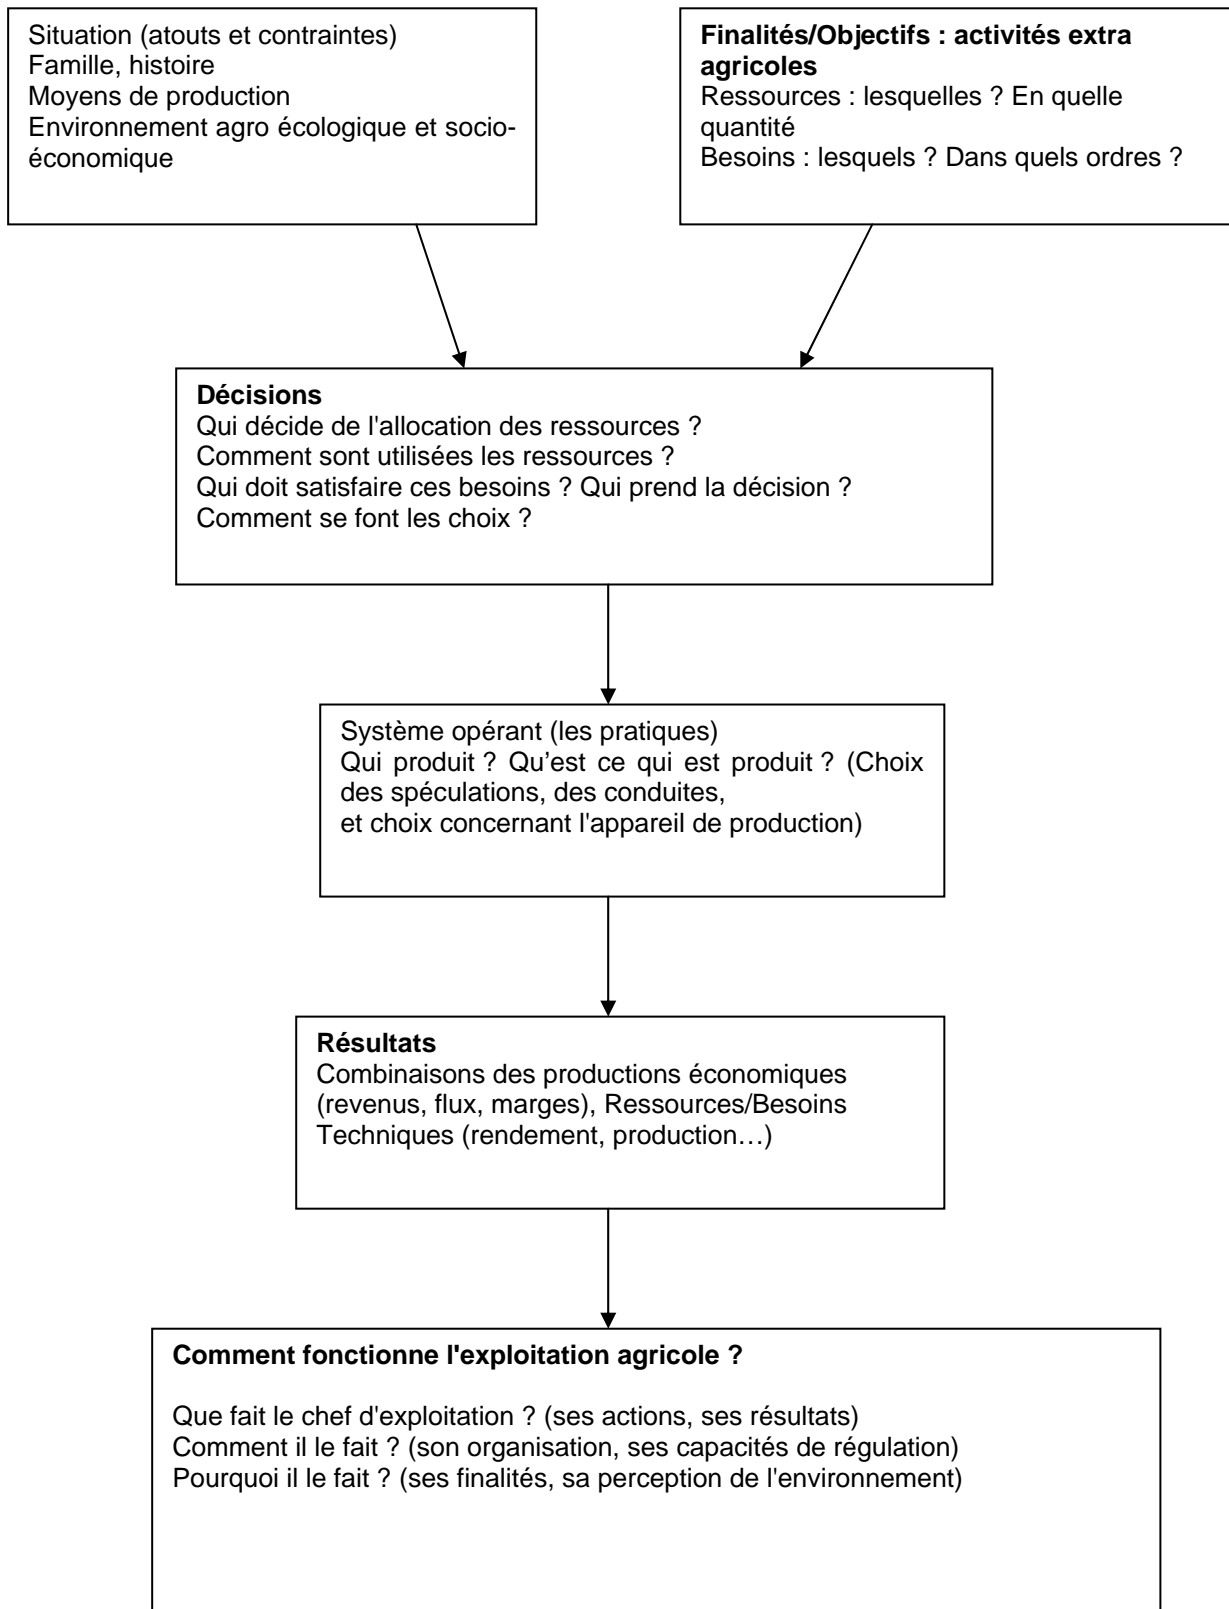 Situation (atouts et contraintes)
Famille, histoire
Moyens de production
Environnement agro écologique et socio-
économique
Finalités/Objectifs : activités extra
agricoles
Ressources : lesquelles ? En quelle
quantité
Besoins : lesquels ? Dans quels ordres ?
Décisions
Qui décide de l'allocation des ressources ?
Comment sont utilisées les ressources ?
Qui doit satisfaire ces besoins ? Qui prend la décision ?
Comment se font les choix ?
Système opérant (les pratiques)
Qui produit ? Qu’est ce qui est produit ? (Choix
des spéculations, des conduites,
et choix concernant l'appareil de production)
Résultats
Combinaisons des productions économiques
(revenus, flux, marges), Ressources/Besoins
Techniques (rendement, production…)
Comment fonctionne l'exploitation agricole ?
Que fait le chef d'exploitation ? (ses actions, ses résultats)
Comment il le fait ? (son organisation, ses capacités de régulation)
Pourquoi il le fait ? (ses finalités, sa perception de l'environnement)